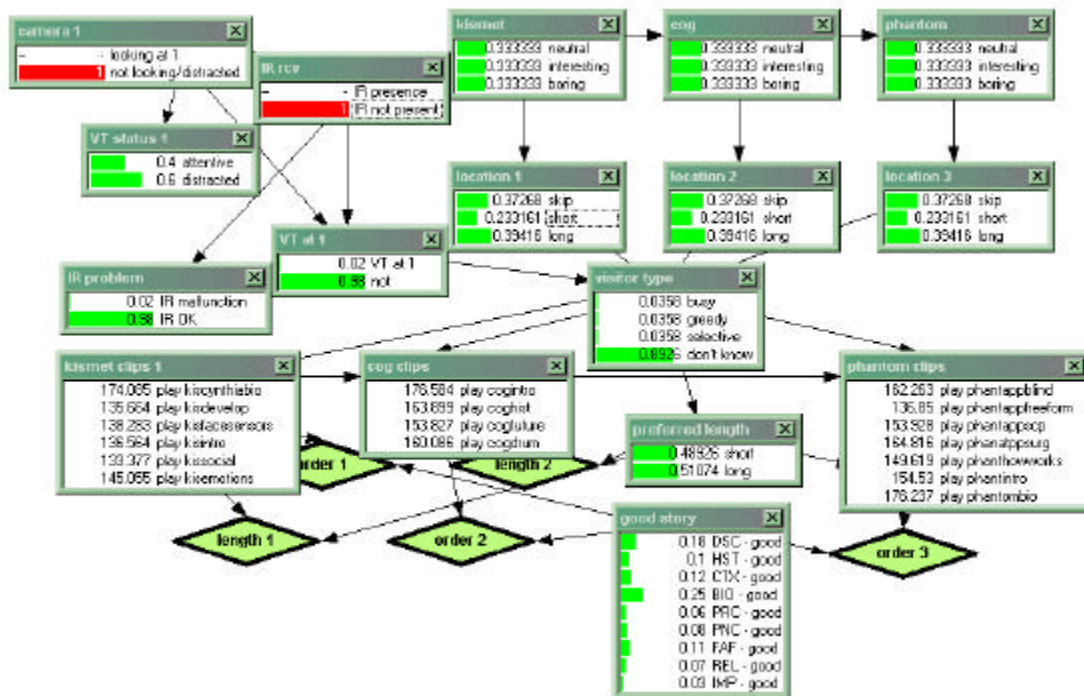 camera 1
looking at 1
1 not looking/distracted
IR rcv
IR presence
1 IR not present
kismet
0.333333 neutral
0.333333 interesting
0.333333 boring
cog
0.333333 neutral
0.333333 interesting
0.333333 boring
phantom
0.333333 neutral
0.333333 interesting
0.333333 boring
VT status 1
0.4 attentive
0.6 distracted
location 1
0.37268 skip
0.233161 short
0.39416 long
location 2
0.37268 skip
0.233161 short
0.39416 long
location 3
0.37268 skip
0.233161 short
0.39416 long
VT at 1
0.02 VT at 1
0.98 not
IR problem
0.02 IR malfunction
0.98 IR OK
visitor type
0.0358 busy
0.0358 greedy
0.0358 selective
0.8926 don't know
kismet clips 1
174.085 play kiscynthiabio
135.664 play kisdevelop
138.283 play kisfacesensors
136.564 play kisintro
133.377 play kissocial
145.055 play kisemotions
cog clips
176.584 play cogintro
163.899 play coghist
153.827 play cogfuture
160.086 play cogdrum
phantom clips
162.263 play phantappblind
136.85 play phantappfreeform
153.928 play phantappscp
164.816 play phanatppsurg
149.619 play phanthowworks
154.53 play phantintro
176.237 play phantombio
preferred length
0.48926 short
0.51074 long
order 1
length 2
length 1
order 2
order 3
good story
0.18 DSC - good
0.1 HST - good
0.12 CTX - good
0.25 BIO - good
0.06 PRC - good
0.08 PNC - good
0.11 FAF - good
0.07 REL - good
0.03 IMP - good